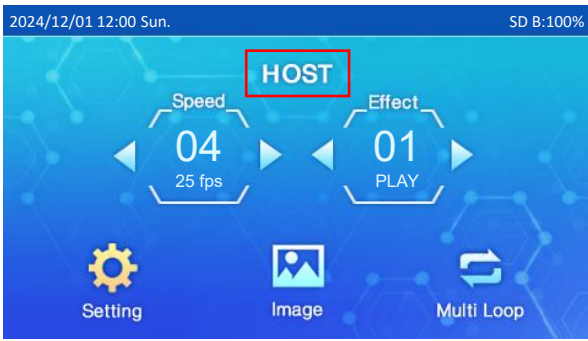 2024/12/01 12:00 Sun. SD B:100%
HOST
Speed Effect
04 01
25 fps PLAY
Setting Image Multi Loop